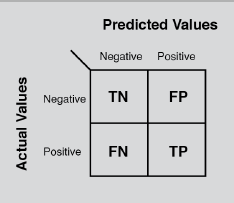 Predicted Values
Negative Positive
Actual Values
Negative TN FP
Positive FN TP